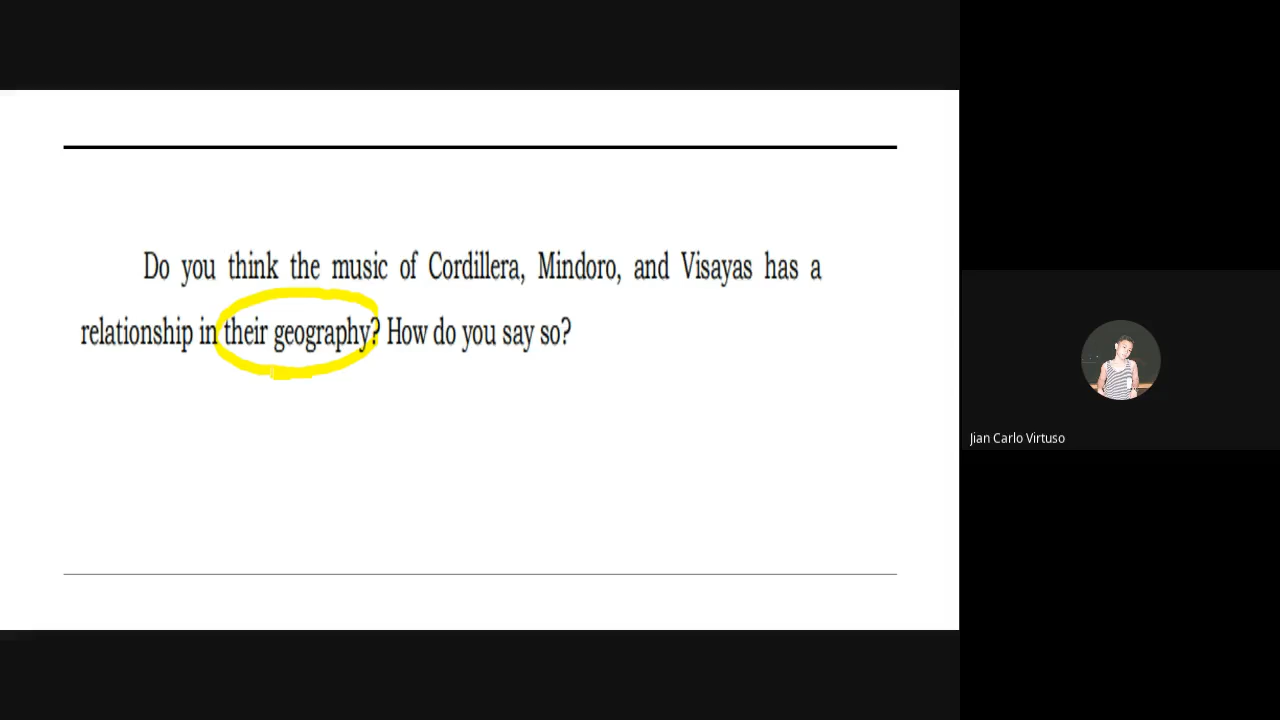 Do you think the music of Cordillera, Mindoro, and Visayas has a
relationship in their geography? How do you say so?
Jian Carlo Virtuso